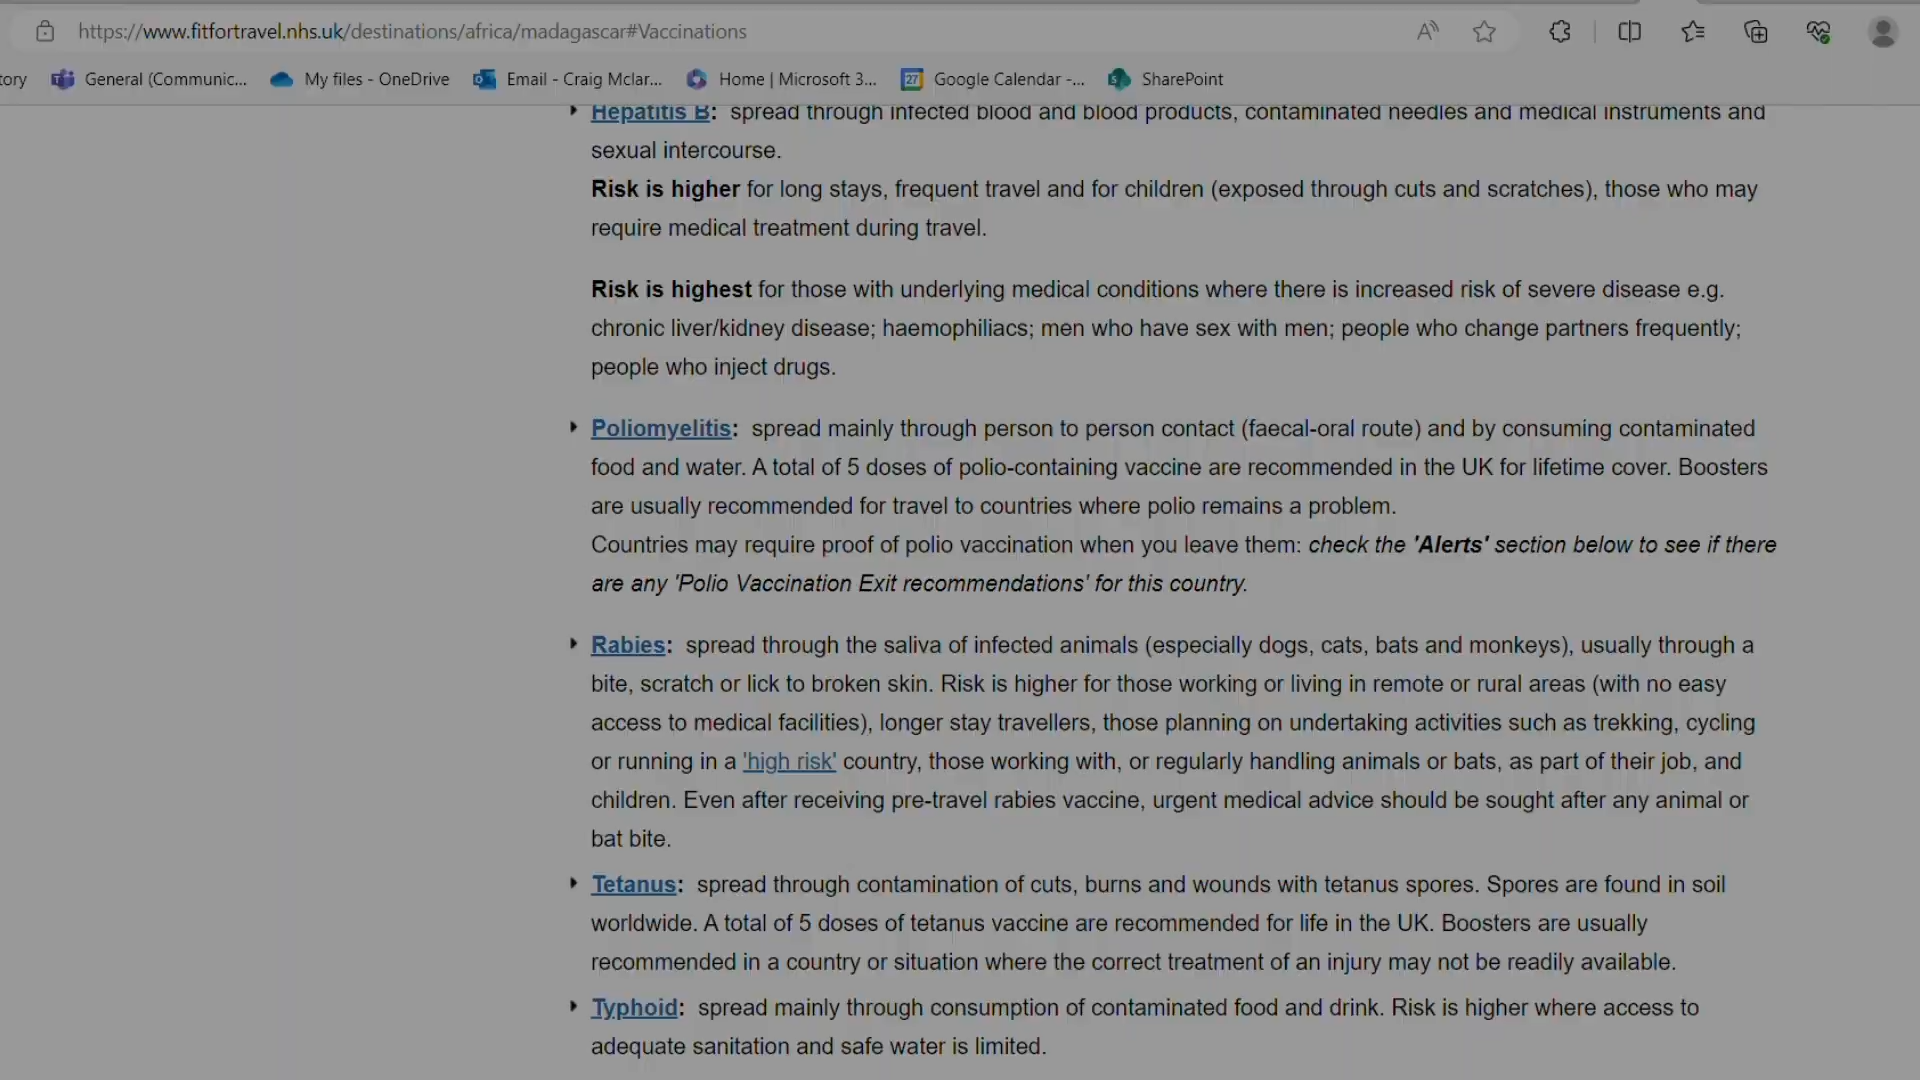 https://www.fitfortravel.nhs.uk/destinations/africa/madagascar#Vaccinations
tory General (Communic... My files - OneDrive Email - Craig Mclar... Home | Microsoft 3... 27 Google Calendar -... SharePoint
Hepatitis B: spread through infected blood and blood products, contaminated needles and medical instruments and
sexual intercourse.
Risk is higher for long stays, frequent travel and for children (exposed through cuts and scratches), those who may
require medical treatment during travel.
Risk is highest for those with underlying medical conditions where there is increased risk of severe disease e.g.
chronic liver/kidney disease; haemophiliacs; men who have sex with men; people who change partners frequently;
people who inject drugs.
Poliomyelitis: spread mainly through person to person contact (faecal-oral route) and by consuming contaminated
food and water. A total of 5 doses of polio-containing vaccine are recommended in the UK for lifetime cover. Boosters
are usually recommended for travel to countries where polio remains a problem.
Countries may require proof of polio vaccination when you leave them: check the 'Alerts' section below to see if there
are any 'Polio Vaccination Exit recommendations' for this country.
Rabies: spread through the saliva of infected animals (especially dogs, cats, bats and monkeys), usually through a
bite, scratch or lick to broken skin. Risk is higher for those working or living in remote or rural areas (with no easy
access to medical facilities), longer stay travellers, those planning on undertaking activities such as trekking, cycling
or running in a 'high risk' country, those working with, or regularly handling animals or bats, as part of their job, and
children. Even after receiving pre-travel rabies vaccine, urgent medical advice should be sought after any animal or
bat bite.
Tetanus: spread through contamination of cuts, burns and wounds with tetanus spores. Spores are found in soil
worldwide. A total of 5 doses of tetanus vaccine are recommended for life in the UK. Boosters are usually
recommended in a country or situation where the correct treatment of an injury may not be readily available.
Typhoid: spread mainly through consumption of contaminated food and drink. Risk is higher where access to
adequate sanitation and safe water is limited.